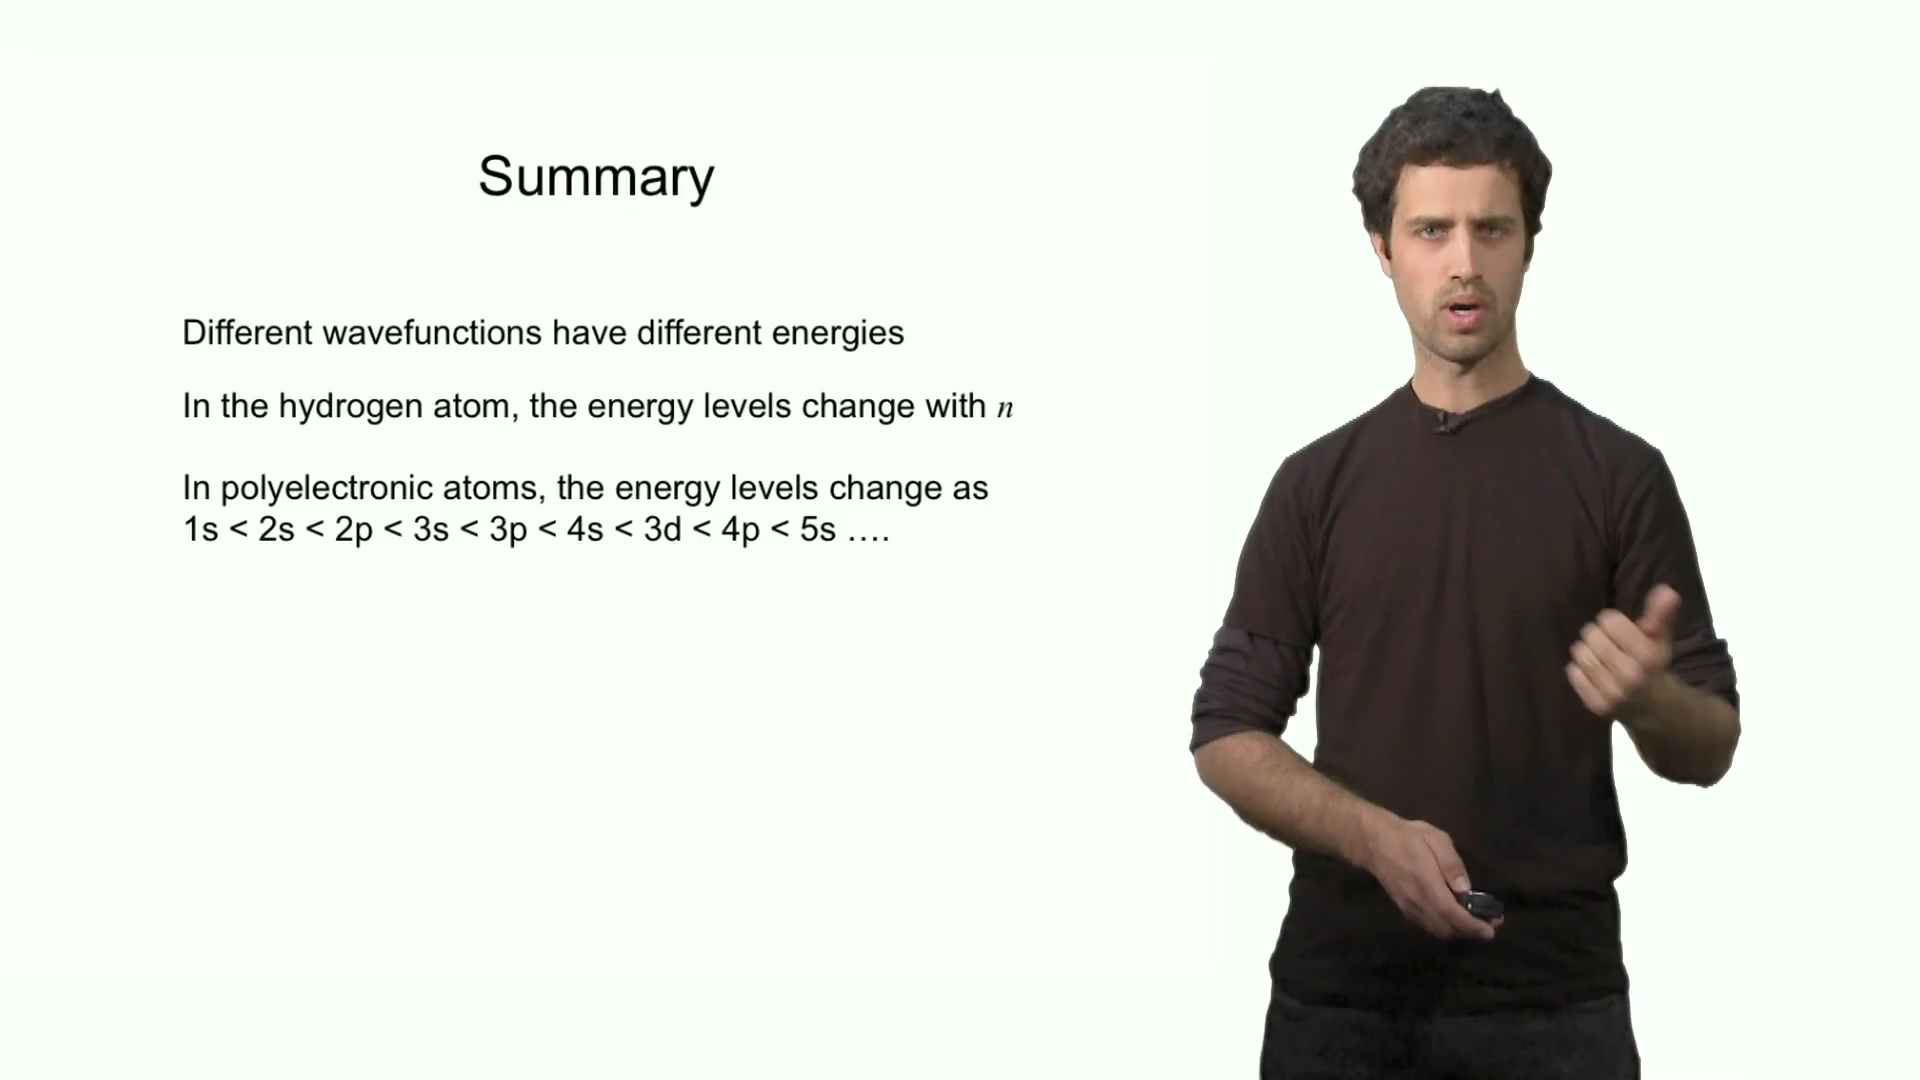 Summary
Different wavefunctions have different energies
In the hydrogen atom, the energy levels change with n
In polyelectronic atoms, the energy levels change as
1s < 2s < 2p < 3s < 3p < 4s < 3d < 4p < 5s ….